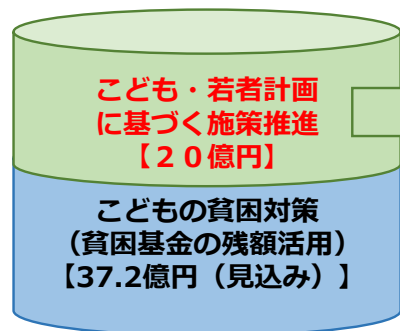 こども・若者計画
に基づく施策推進
【２０億円】
こどもの貧困対策
（貧困基金の残額活用）
【37.2億円（見込み）】